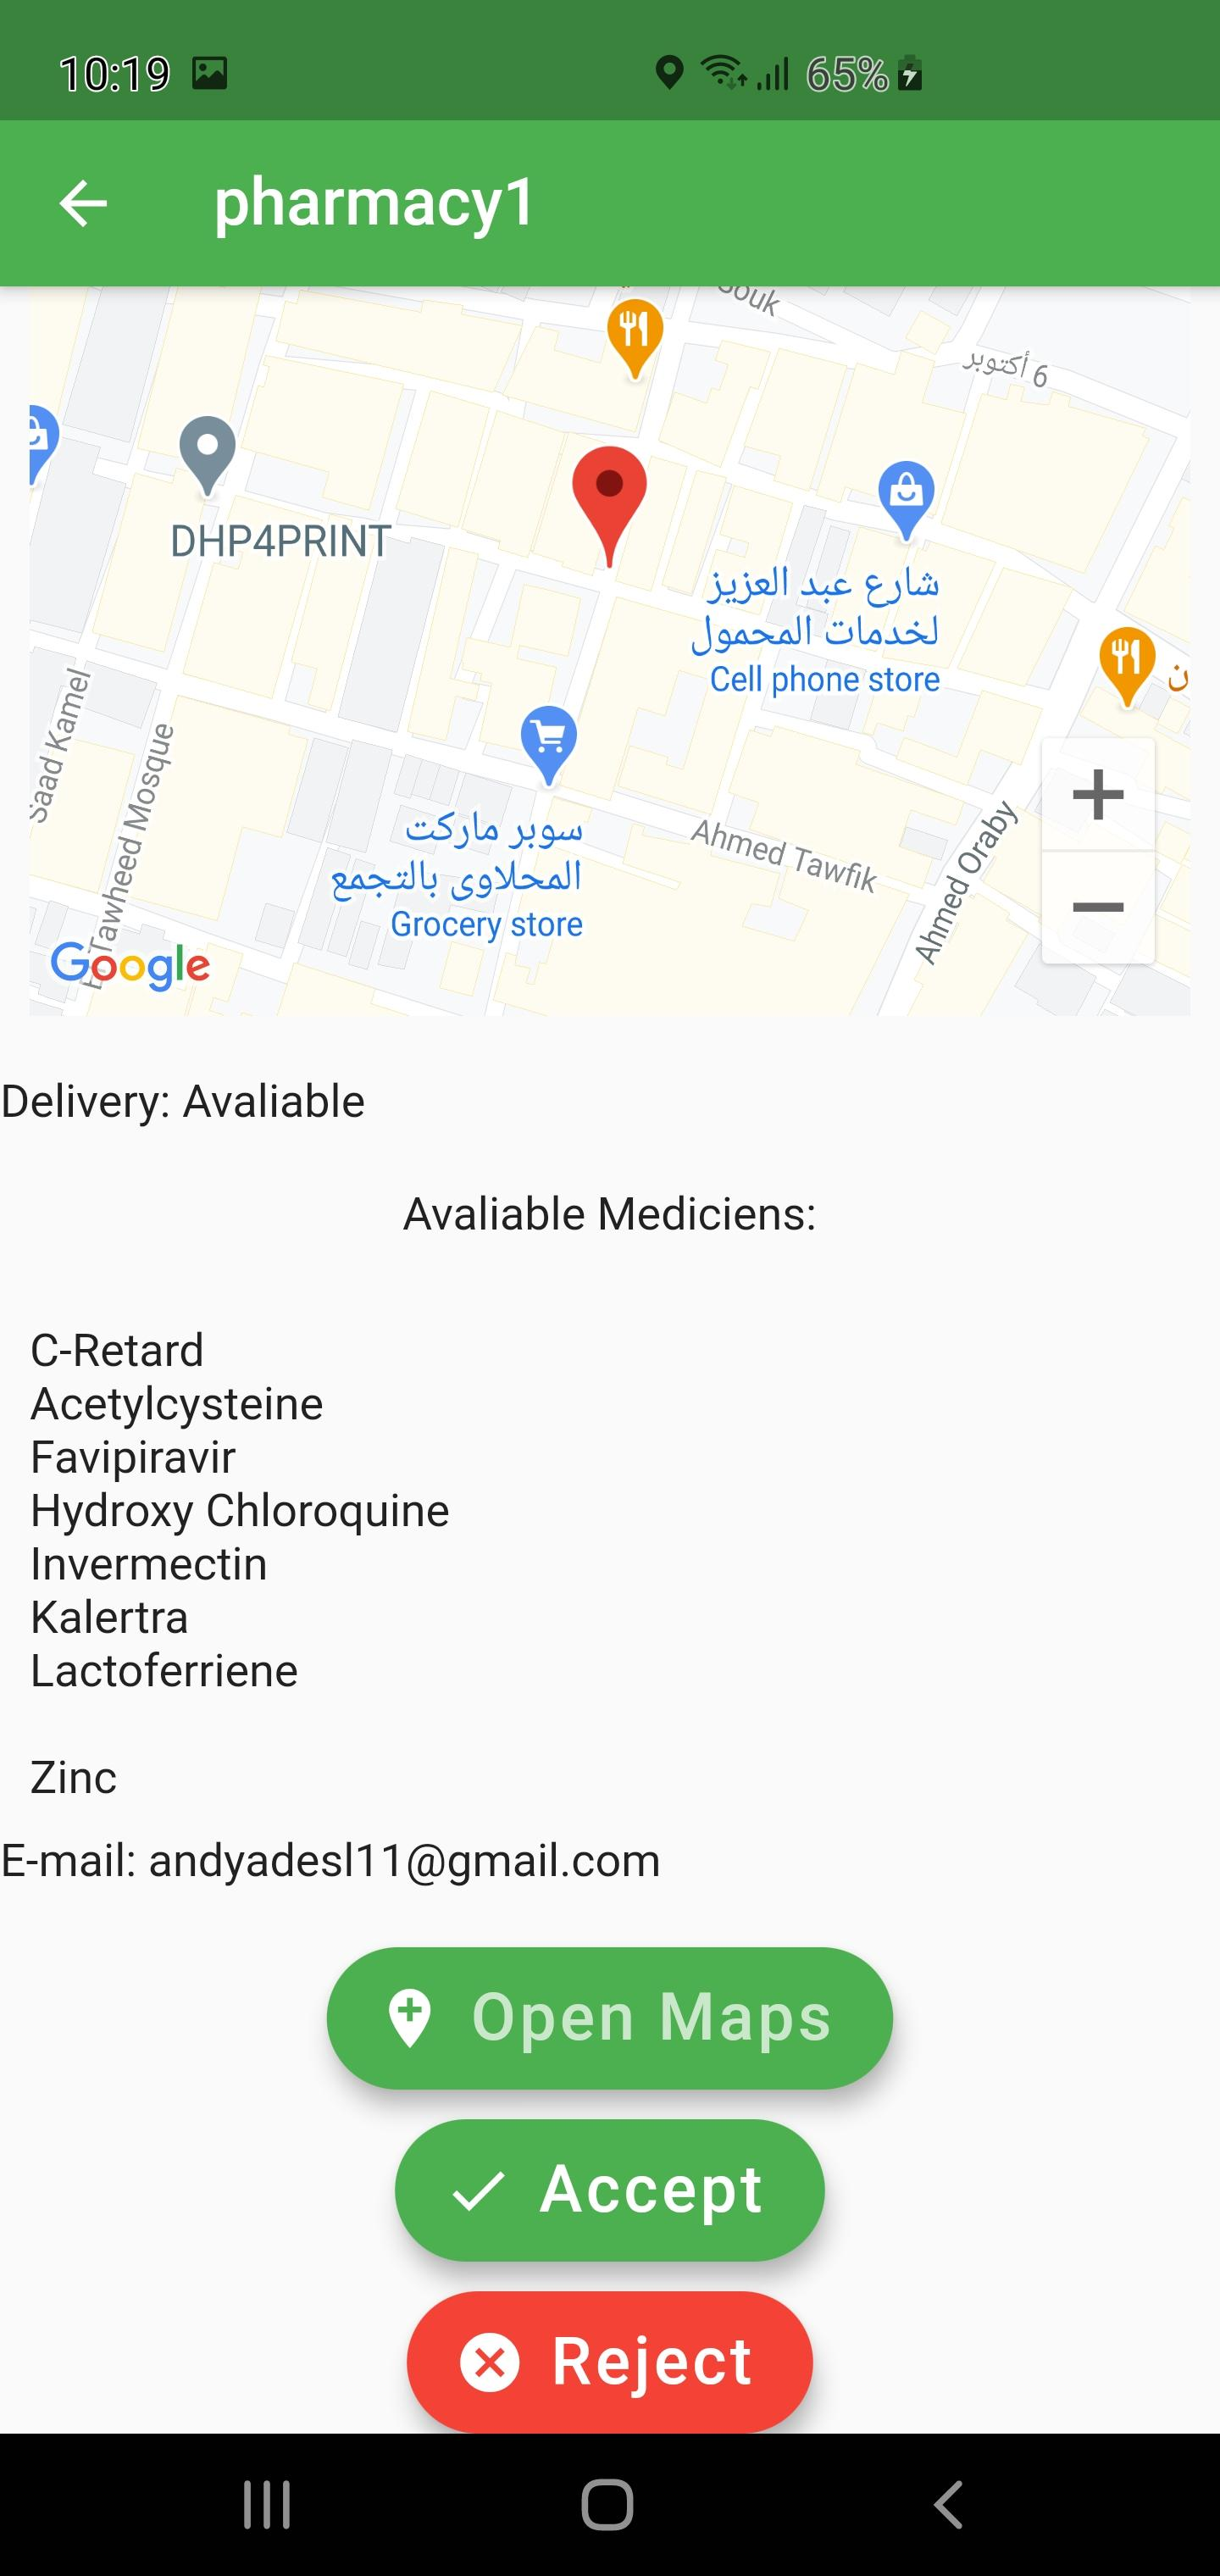 10:19
65%
pharmacy1
Souk
6 أكتوبر
DHP4PRINT
شارع عبد العزيز
لخدمات المحمول
Cell phone store
ن
Saad Kamel
Tawheed Mosque
سوبر ماركت
المحلاوى بالتجمع
Grocery store
Ahmed Tawfik
Ahmed Oraby
Google
Delivery: Avaliable
Avaliable Mediciens:
C-Retard
Acetylcysteine
Favipiravir
Hydroxy Chloroquine
Invermectin
Kalertra
Lactoferriene
Zinc
E-mail: andyadesl11@gmail.com
Open Maps
Accept
Reject